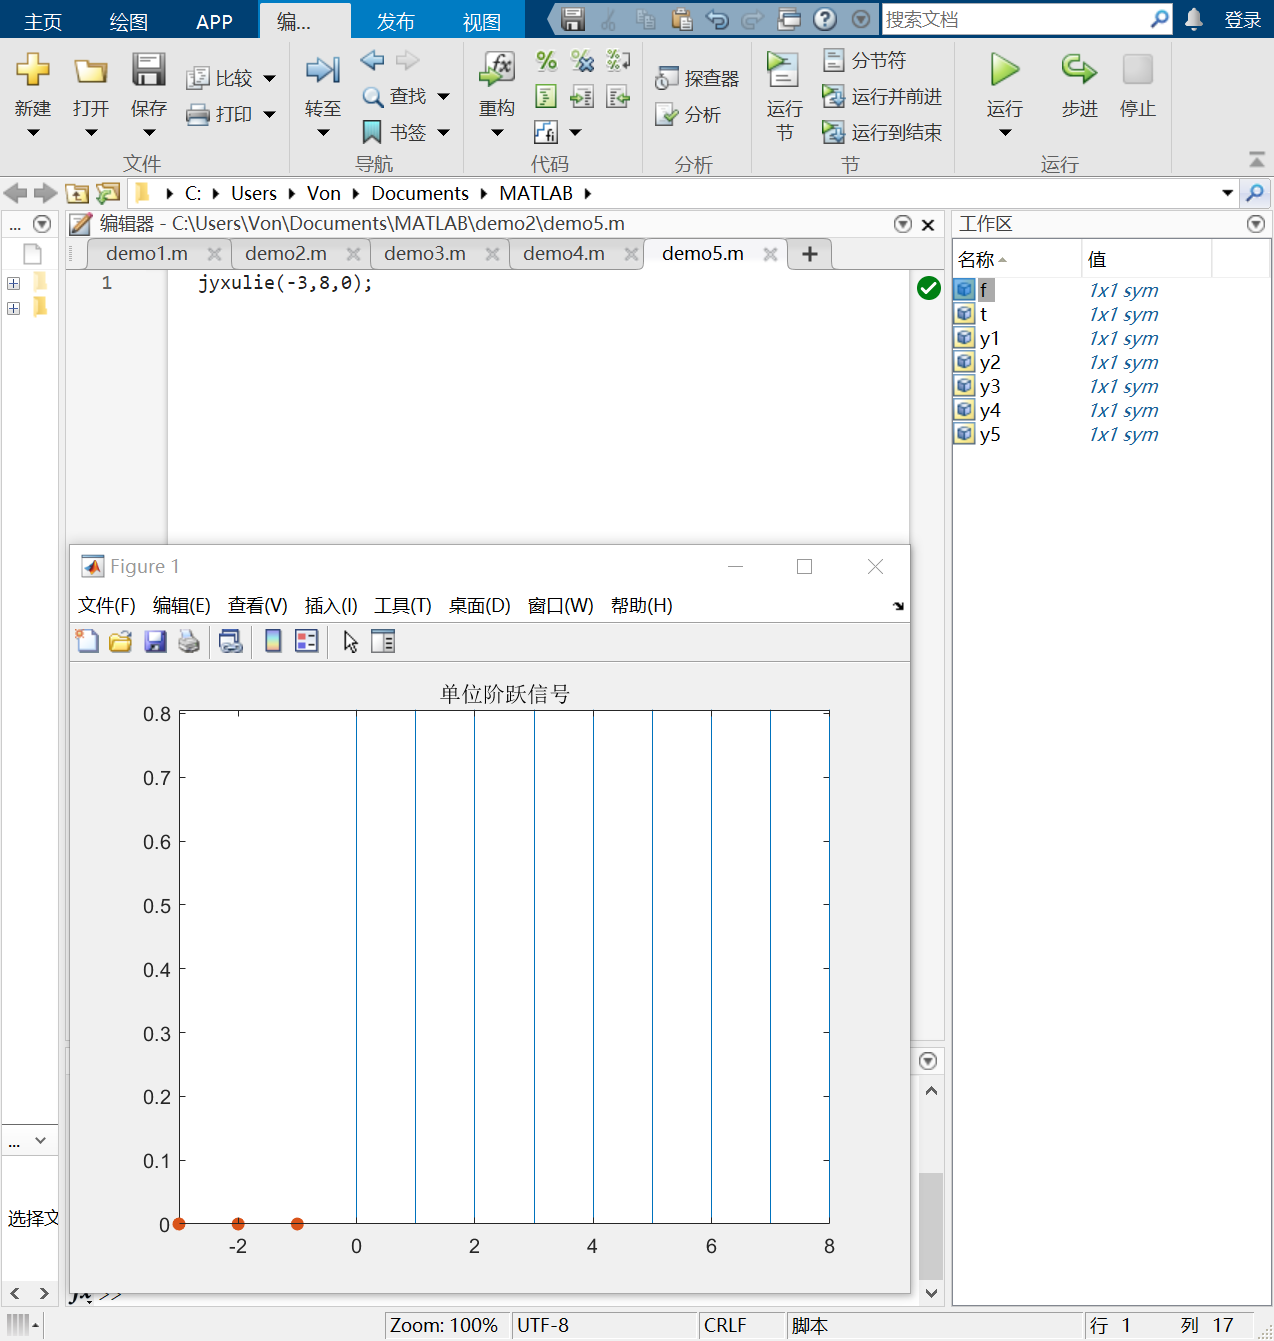 主页 绘图 APP 编... 发布 视图 搜索文档 登录
新建 打开 保存 比较 打印 转至 查找 书签 重构 探查器 分析 运行节 分节符 运行并前进 运行到结束 运行 步进 停止
文件 导航 代码 分析 节 运行
C: Users Von Documents MATLAB
... 编辑器 - C:\Users\Von\Documents\MATLAB\demo2\demo5.m 工作区
demo1.m demo2.m demo3.m demo4.m demo5.m
名称 值
1 jyxulie(-3,8,0);
f 1x1 sym
t 1x1 sym
y1 1x1 sym
y2 1x1 sym
y3 1x1 sym
y4 1x1 sym
y5 1x1 sym
Figure 1
文件(F) 编辑(E) 查看(V) 插入(I) 工具(T) 桌面(D) 窗口(W) 帮助(H)
单位阶跃信号
0.8
0.7
0.6
0.5
0.4
0.3
0.2
0.1
0
-2 0 2 4 6 8
...
选择文
fx >>
Zoom: 100% UTF-8 CRLF 脚本 行 1 列 17